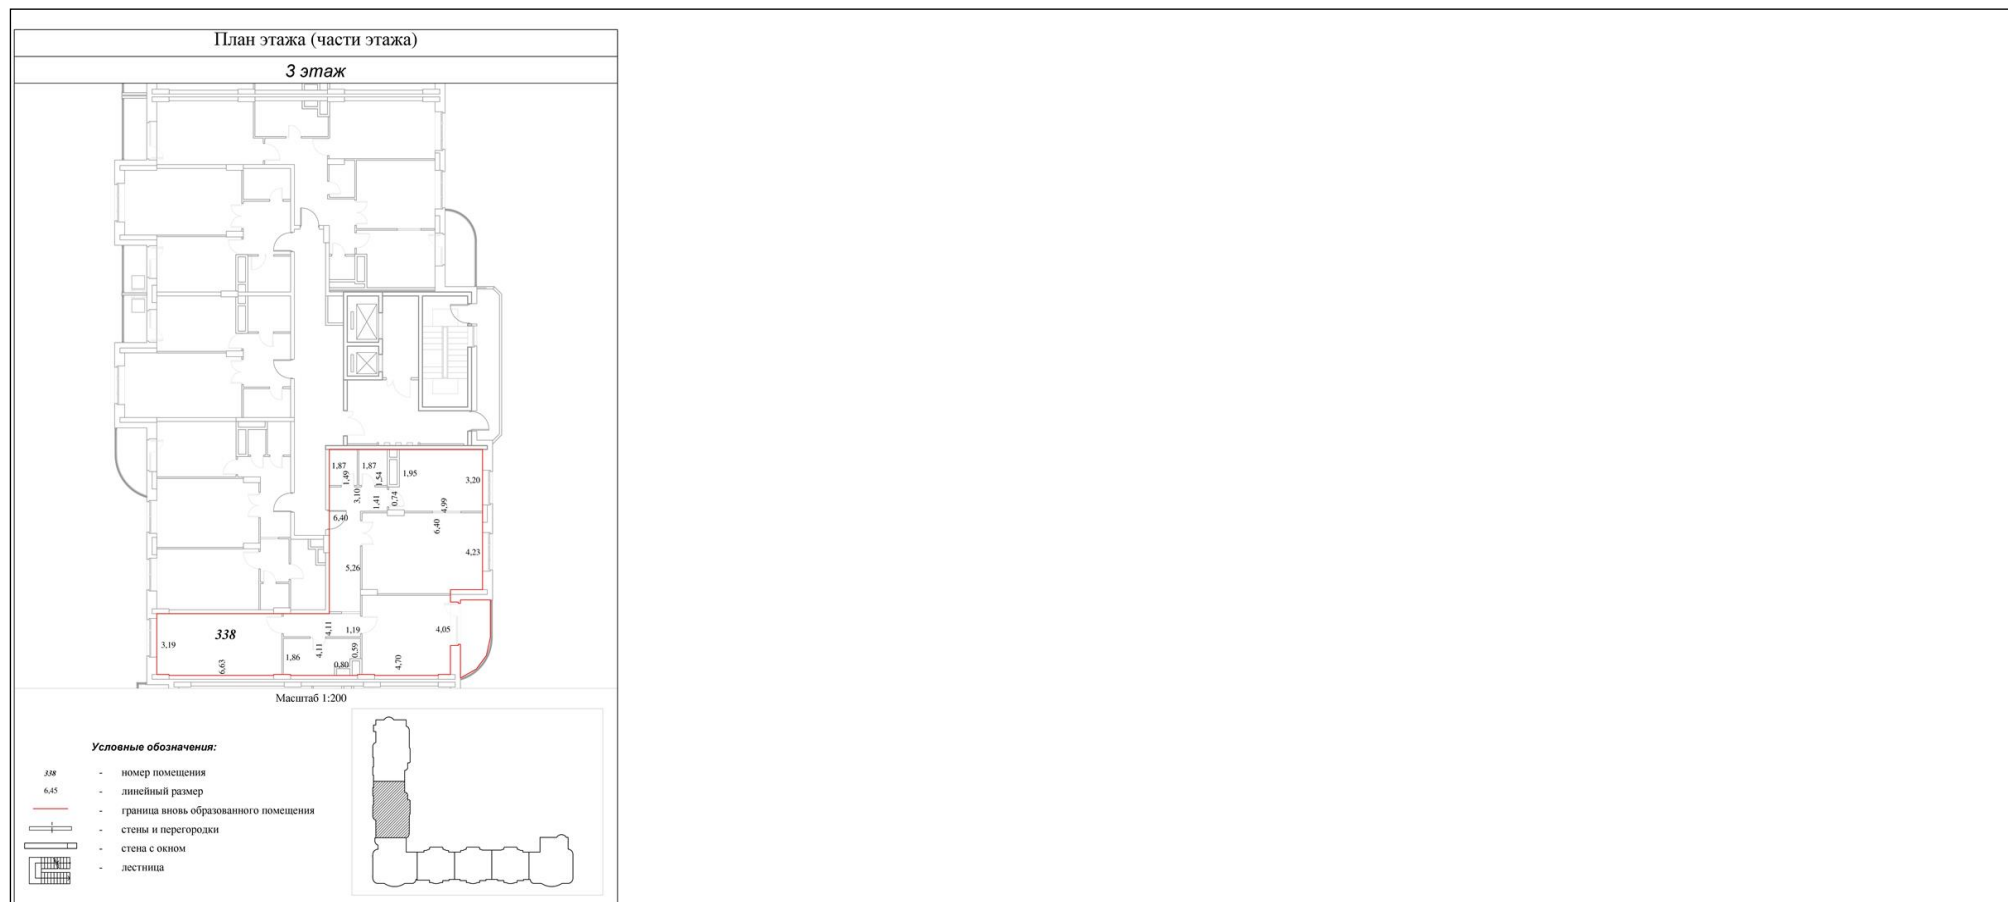 План этажа (части этажа)
3 этаж
1,87
1,87
1,95
1,49
1,54
3,20
3,10
1,41
0,74
4,99
6,40
6,40
4,23
5,26
338
4,11
1,19
4,05
3,19
6,63
1,86
4,11
0,59
0,80
4,70
Масштаб 1:200
Условные обозначения:
338 - номер помещения
6,45 - линейный размер
- граница вновь образованного помещения
- стены и перегородки
- стена с окном
- лестница